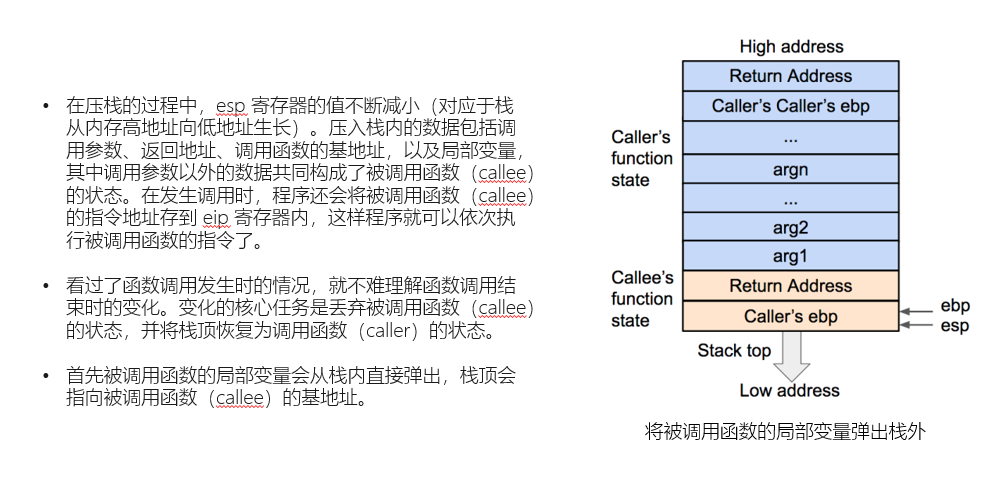 • 在压栈的过程中，esp 寄存器的值不断减小（对应于栈
从内存高地址向低地址生长）。压入栈内的数据包括调
用参数、返回地址、调用函数的基地址，以及局部变量，
其中调用参数以外的数据共同构成了被调用函数（callee）
的状态。在发生调用时，程序还会将被调用函数（callee）
的指令地址存到 eip 寄存器内，这样程序就可以依次执
行被调用函数的指令了。
• 看过了函数调用发生时的情况，就不难理解函数调用结
束时的变化。变化的核心任务是丢弃被调用函数（callee）
的状态，并将栈顶恢复为调用函数（caller）的状态。
• 首先被调用函数的局部变量会从栈内直接弹出，栈顶会
指向被调用函数（callee）的基地址。
High address
Return Address
Caller's Caller's ebp
...
Caller's
function
state
argn
...
arg2
arg1
Callee's
function
state
Return Address
Caller's ebp
ebp
esp
Stack top
Low address
将被调用函数的局部变量弹出栈外